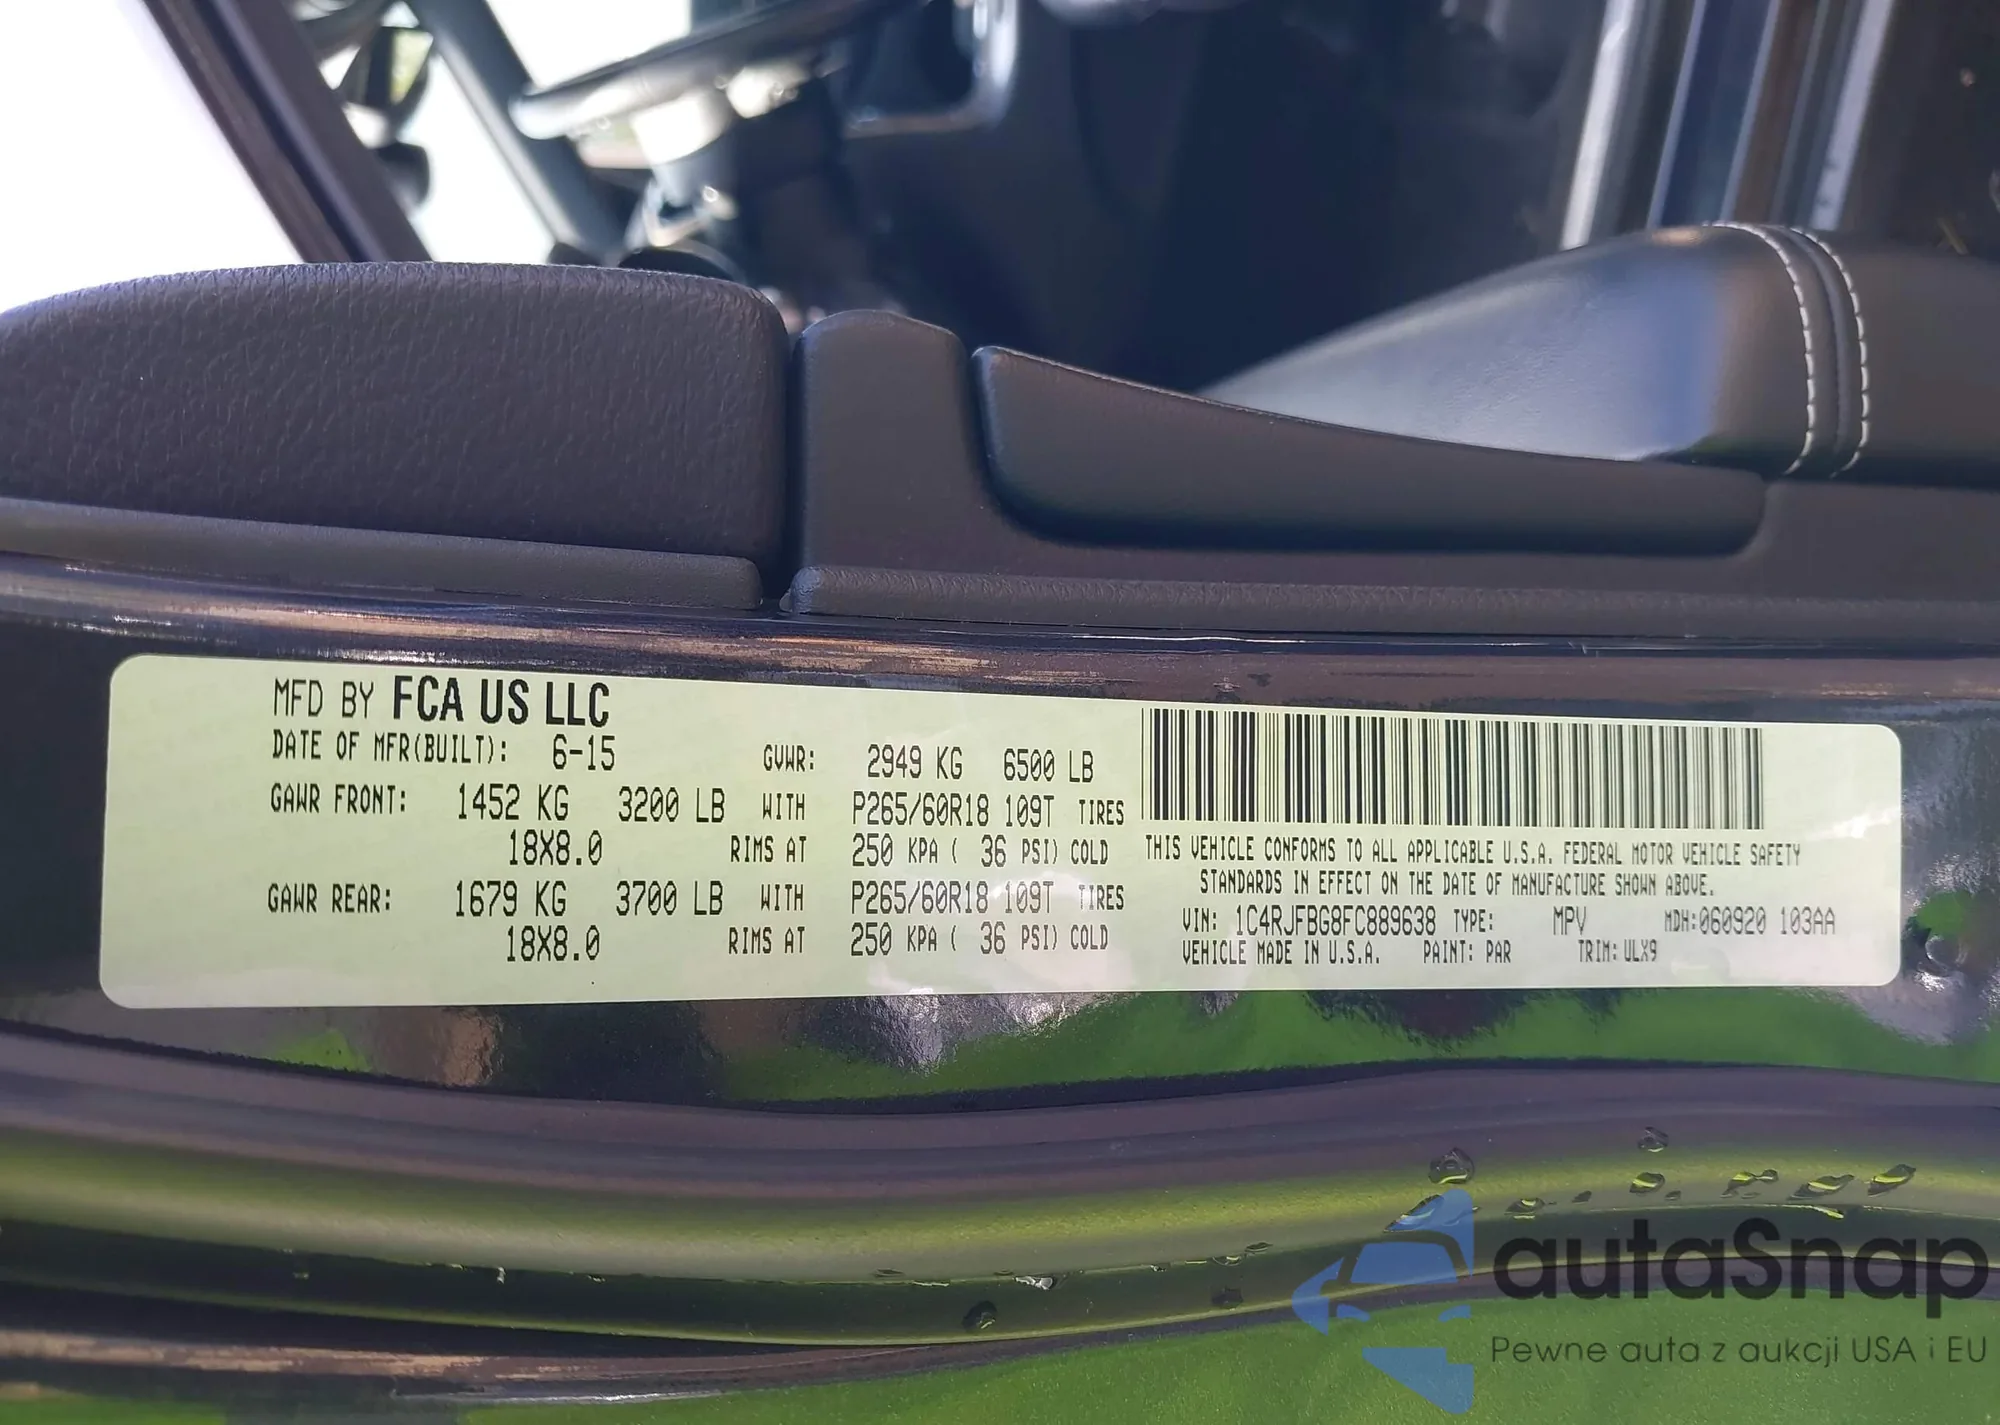 MFD BY FCA US LLC
DATE OF MFR(BUILT): 6-15 GVWR: 2949 KG 6500 LB
GAWR FRONT: 1452 KG 3200 LB WITH P265/60R18 109T TIRES
18X8.0 RIMS AT 250 KPA ( 36 PSI) COLD
GAWR REAR: 1679 KG 3700 LB WITH P265/60R18 109T TIRES
18X8.0 RIMS AT 250 KPA ( 36 PSI) COLD
THIS VEHICLE CONFORMS TO ALL APPLICABLE U.S.A. FEDERAL MOTOR VEHICLE SAFETY
STANDARDS IN EFFECT ON THE DATE OF MANUFACTURE SHOWN ABOVE.
VIN: 1C4RJFBG8FC889638 TYPE: MPV MDH:060920 103AA
VEHICLE MADE IN U.S.A. PAINT: PAR TRIM: ULX9
autaSnap
Pewne auta z aukcji USA i EU